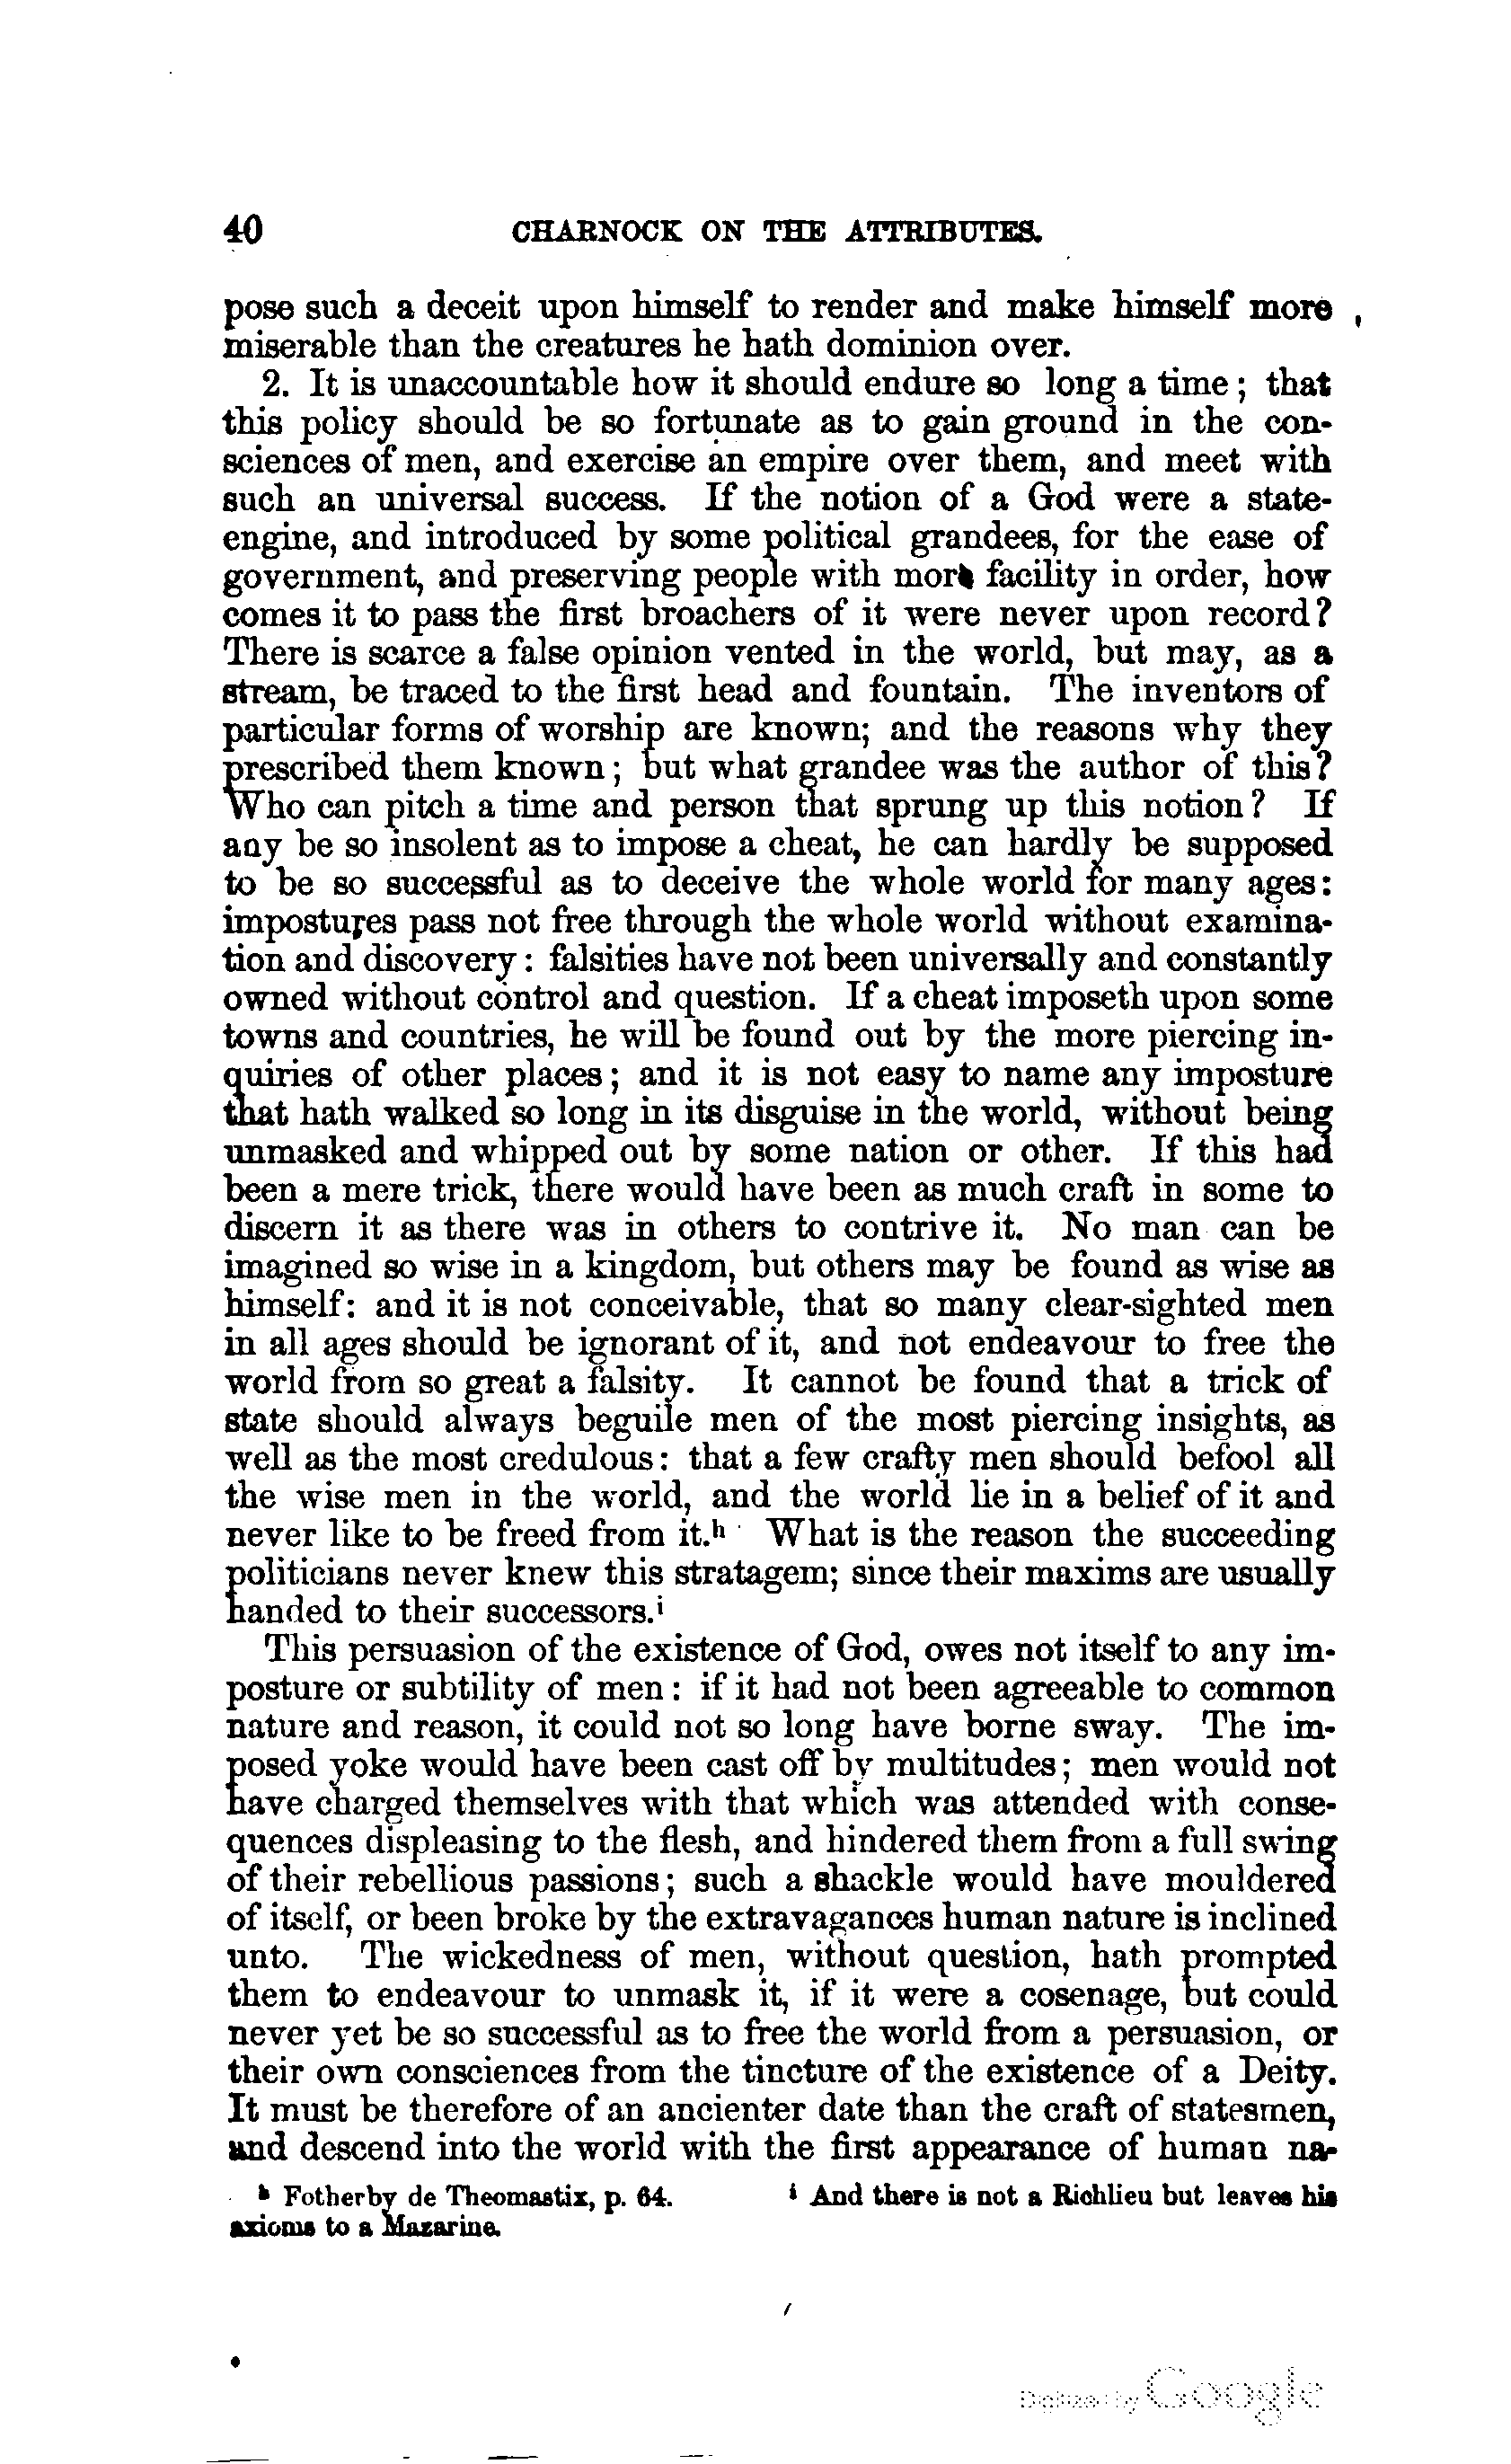 40 CHARNOCK ON THE ATTRIBUTES.
pose such a deceit upon himself to render and make himself more
miserable than the creatures he hath dominion over.
2. It is unaccountable how it should endure so long a time; that
this policy should be so fortunate as to gain ground in the con-
sciences of men, and exercise an empire over them, and meet with
such an universal success. If the notion of a God were a state-
engine, and introduced by some political grandees, for the ease of
government, and preserving people with more facility in order, how
comes it to pass the first broachers of it were never upon record?
There is scarce a false opinion vented in the world, but may, as a
stream, be traced to the first head and fountain. The inventors of
particular forms of worship are known; and the reasons why they
prescribed them known; but what grandee was the author of this?
Who can pitch a time and person that sprung up this notion? If
any be so insolent as to impose a cheat, he can hardly be supposed
to be so successful as to deceive the whole world for many ages:
impostures pass not free through the whole world without examina-
tion and discovery: falsities have not been universally and constantly
owned without control and question. If a cheat imposeth upon some
towns and countries, he will be found out by the more piercing in-
quiries of other places; and it is not easy to name any imposture
that hath walked so long in its disguise in the world, without being
unmasked and whipped out by some nation or other. If this had
been a mere trick, there would have been as much craft in some to
discern it as there was in others to contrive it. No man can be
imagined so wise in a kingdom, but others may be found as wise as
himself: and it is not conceivable, that so many clear-sighted men
in all ages should be ignorant of it, and not endeavour to free the
world from so great a falsity. It cannot be found that a trick of
state should always beguile men of the most piercing insights, as
well as the most credulous: that a few crafty men should befool all
the wise men in the world, and the world lie in a belief of it and
never like to be freed from it.h What is the reason the succeeding
politicians never knew this stratagem; since their maxims are usually
handed to their successors.i
This persuasion of the existence of God, owes not itself to any im-
posture or subtility of men: if it had not been agreeable to common
nature and reason, it could not so long have borne sway. The im-
posed yoke would have been cast off by multitudes; men would not
have charged themselves with that which was attended with conse-
quences displeasing to the flesh, and hindered them from a full swing
of their rebellious passions; such a shackle would have mouldered
of itself, or been broke by the extravagances human nature is inclined
unto. The wickedness of men, without question, hath prompted
them to endeavour to unmask it, if it were a cosenage, but could
never yet be so successful as to free the world from a persuasion, or
their own consciences from the tincture of the existence of a Deity.
It must be therefore of an ancienter date than the craft of statesmen,
and descend into the world with the first appearance of human na-
h Fotherby de Theomastix, p. 64. i And there is not a Richlieu but leaves his
axioms to a Mazarine.
Digitized by Google